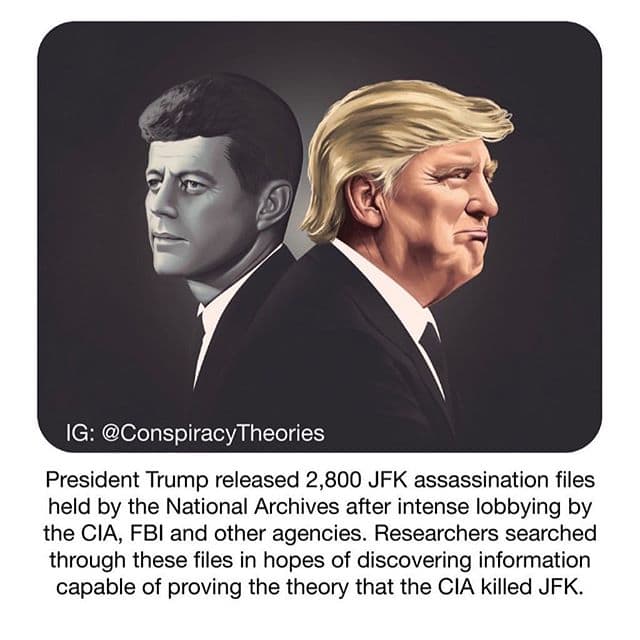 IG: @ConspiracyTheories
President Trump released 2,800 JFK assassination files
held by the National Archives after intense lobbying by
the CIA, FBI and other agencies. Researchers searched
through these files in hopes of discovering information
capable of proving the theory that the CIA killed JFK.